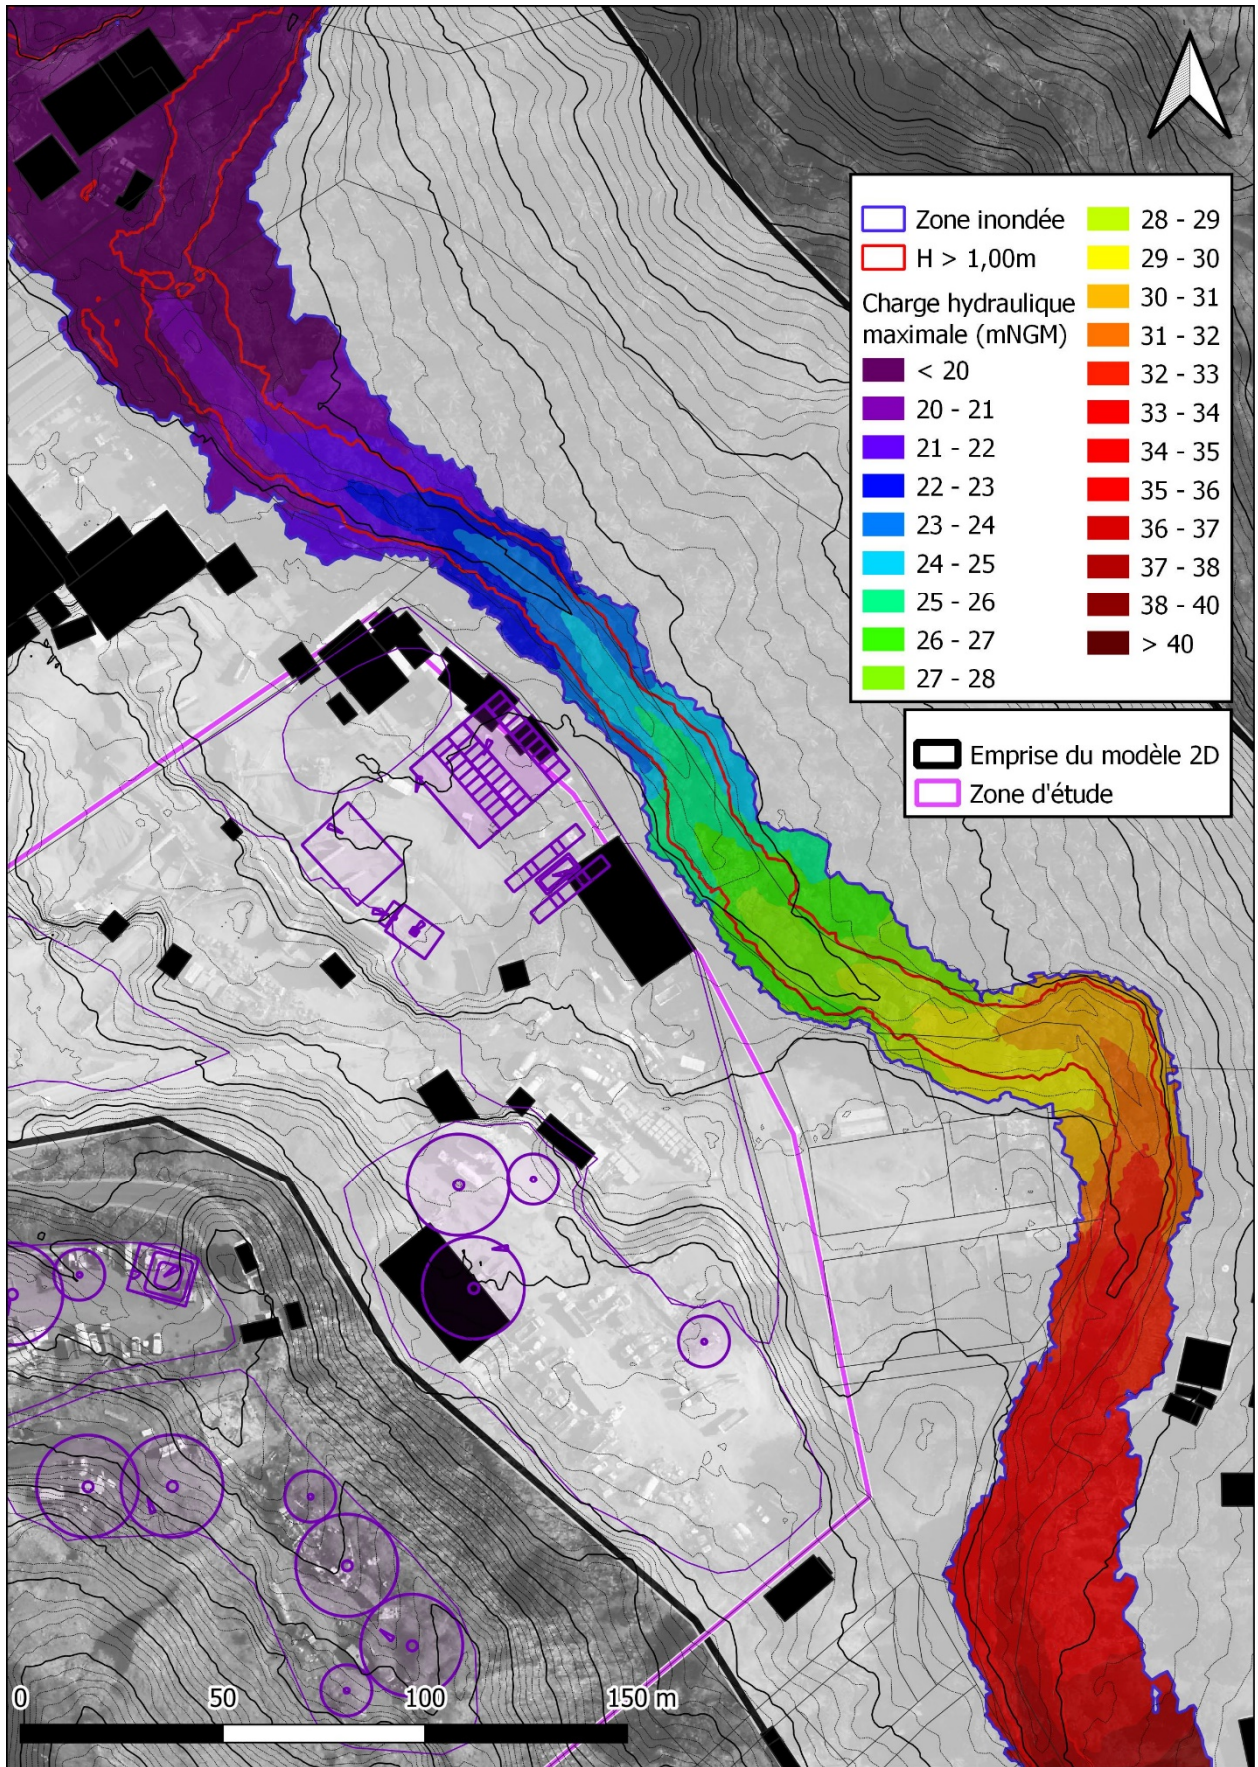 Zone inondée
H > 1,00m
Charge hydraulique
maximale (mNGM)
< 20
20 - 21
21 - 22
22 - 23
23 - 24
24 - 25
25 - 26
26 - 27
27 - 28
28 - 29
29 - 30
30 - 31
31 - 32
32 - 33
33 - 34
34 - 35
35 - 36
36 - 37
37 - 38
38 - 40
> 40
Emprise du modèle 2D
Zone d'étude
0 50 100 150 m